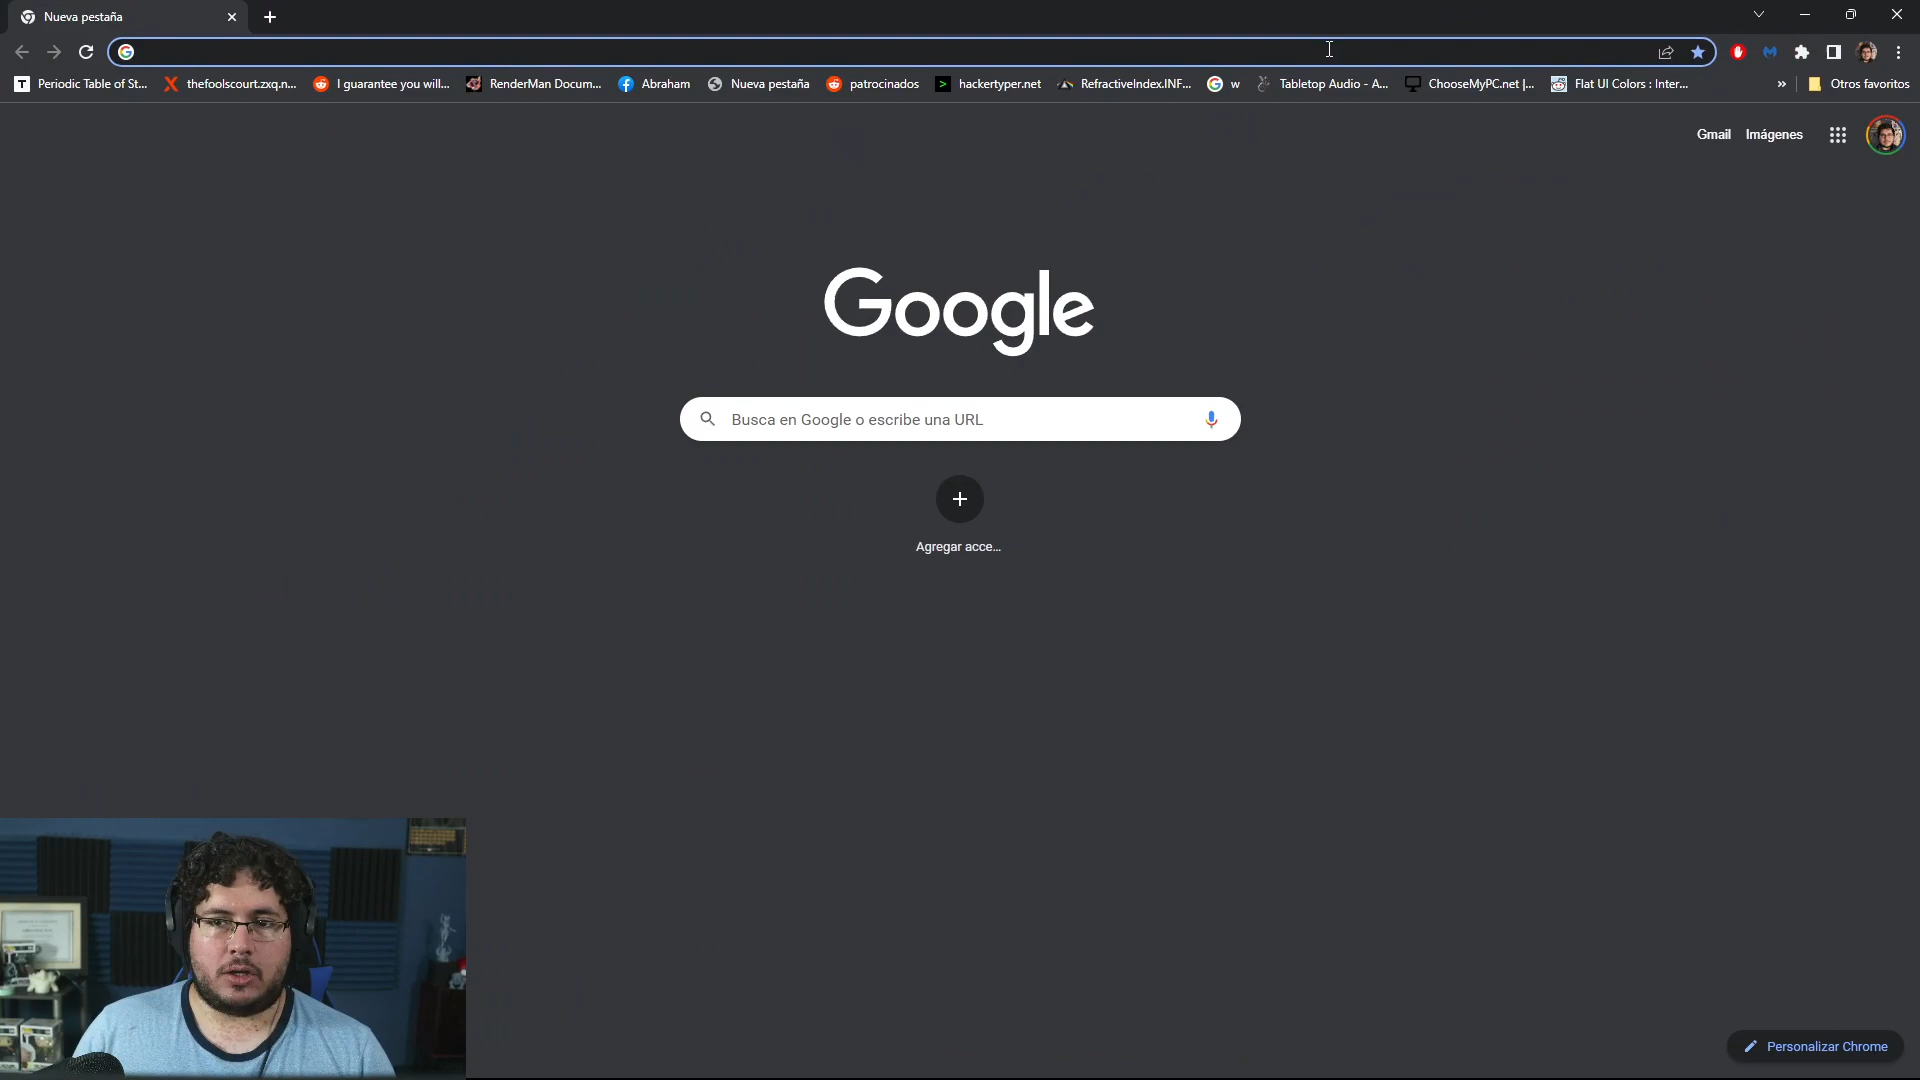 Nueva pestaña
Periodic Table of St...
thefoolscourt.zxq.n...
I guarantee you will...
RenderMan Docum...
Abraham
Nueva pestaña
patrocinados
hackertyper.net
RefractiveIndex.INF...
w
Tabletop Audio - A...
ChooseMyPC.net |...
Flat UI Colors : Inter...
»
Otros favoritos
Gmail
Imágenes
Google
Busca en Google o escribe una URL
Agregar acce...
Personalizar Chrome